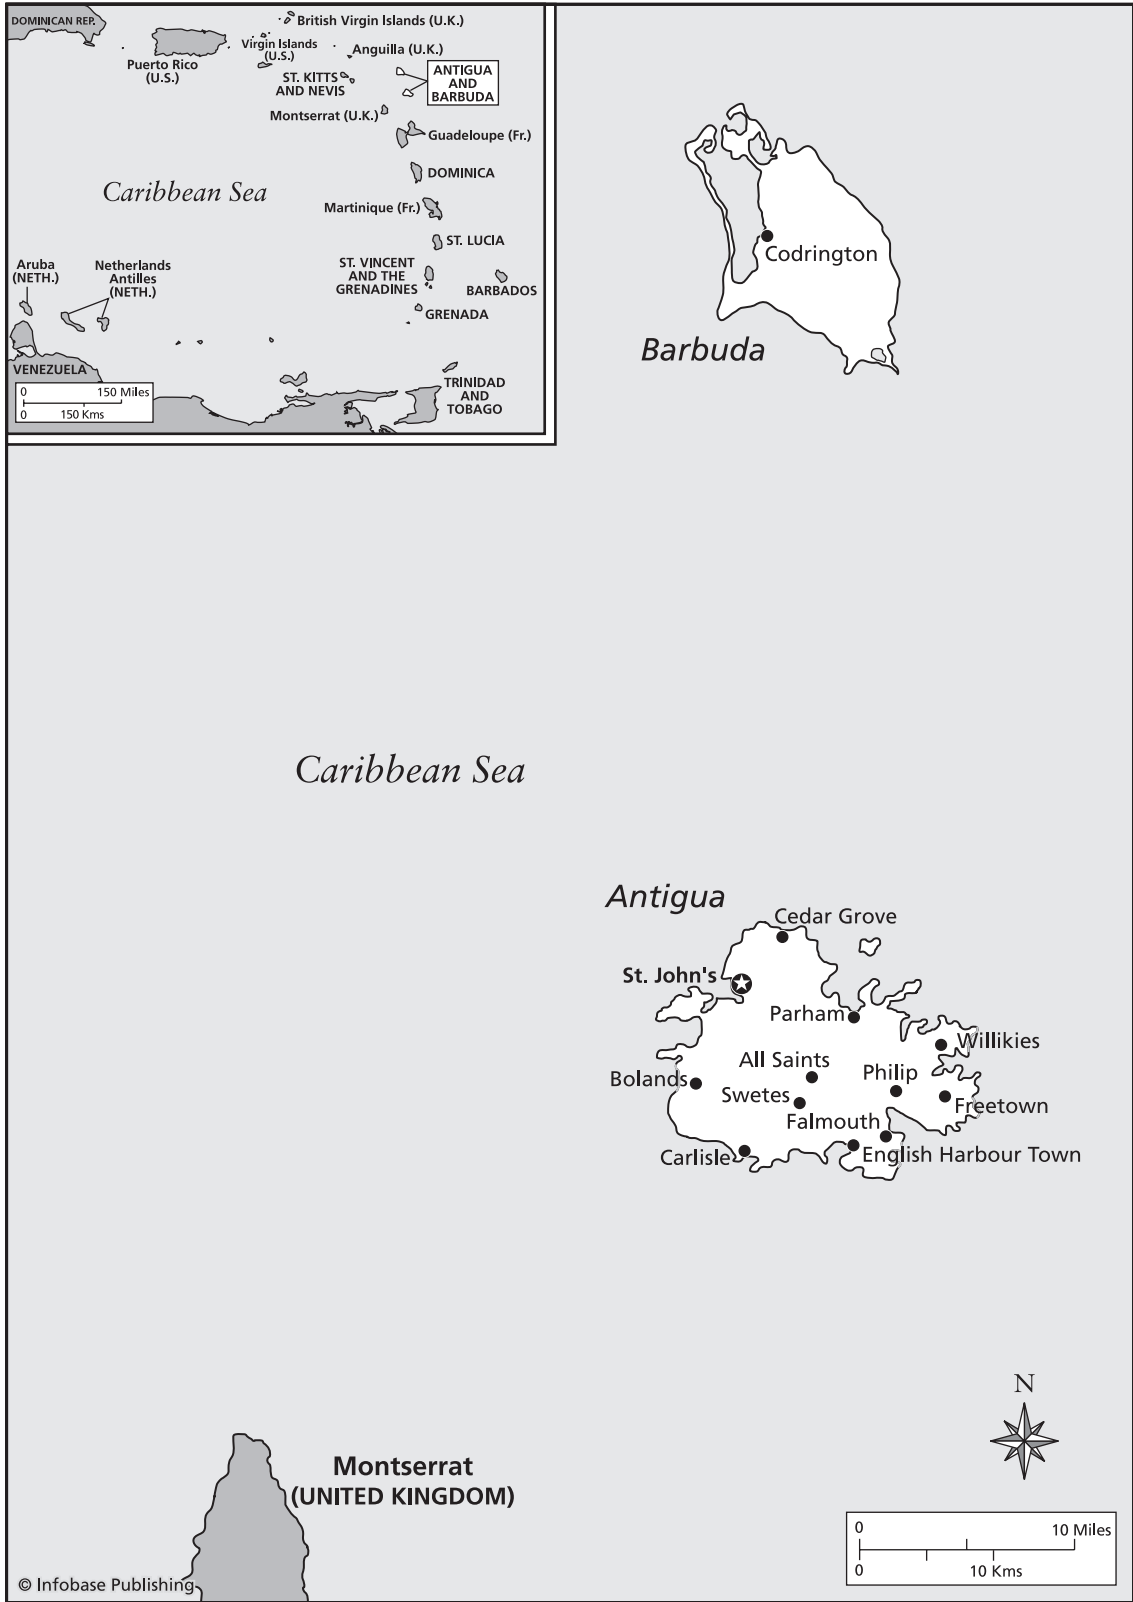 DOMINICAN REP.
British Virgin Islands (U.K.)
Virgin Islands
(U.S.)
Anguilla (U.K.)
Puerto Rico
(U.S.)
ST. KITTS
AND NEVIS
ANTIGUA
AND
BARBUDA
Montserrat (U.K.)
Guadeloupe (Fr.)
DOMINICA
Caribbean Sea
Martinique (Fr.)
ST. LUCIA
Aruba
(NETH.)
Netherlands
Antilles
(NETH.)
ST. VINCENT
AND THE
GRENADINES
BARBADOS
GRENADA
VENEZUELA
TRINIDAD
AND
TOBAGO
0 150 Miles
0 150 Kms
Codrington
Barbuda
Caribbean Sea
Antigua
Cedar Grove
St. John's
Parham
Willikies
All Saints
Bolands
Philip
Swetes
Freetown
Falmouth
Carlisle
English Harbour Town
N
Montserrat
(UNITED KINGDOM)
0 10 Miles
0 10 Kms
© Infobase Publishing